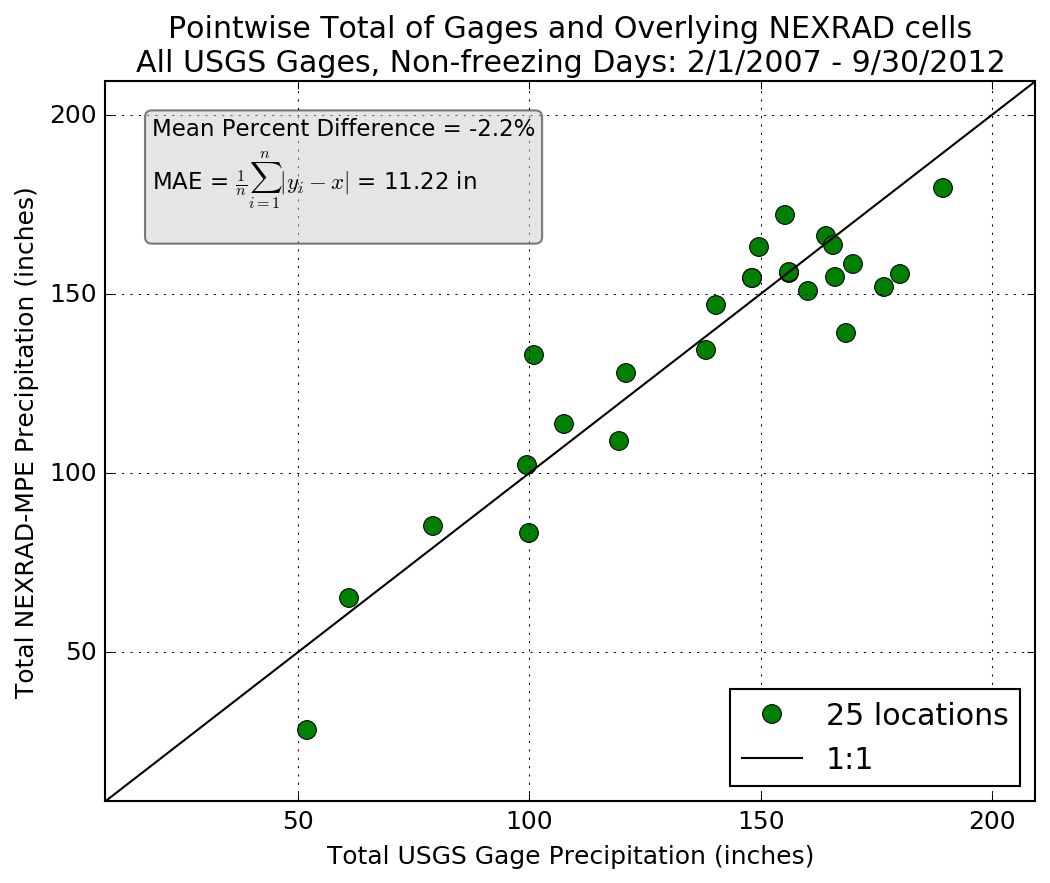 Pointwise Total of Gages and Overlying NEXRAD cells
All USGS Gages, Non-freezing Days: 2/1/2007 - 9/30/2012
Mean Percent Difference = -2.2%
MAE = 1/n ∑_{i=1}^{n} |y_i − x| = 11.22 in
Total NEXRAD-MPE Precipitation (inches)
200
150
100
50
25 locations
1:1
50 100 150 200
Total USGS Gage Precipitation (inches)